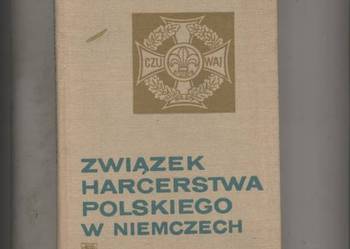 CZU WAJ
ZWIĄZEK
HARCERSTWA
POLSKIEGO
W NIEMCZECH